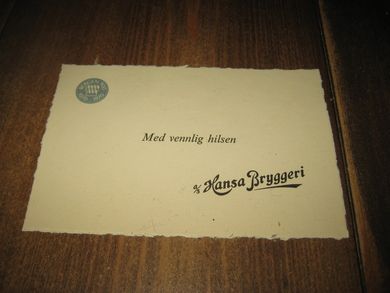 Med vennlig hilsen
a/s Hansa Bryggeri